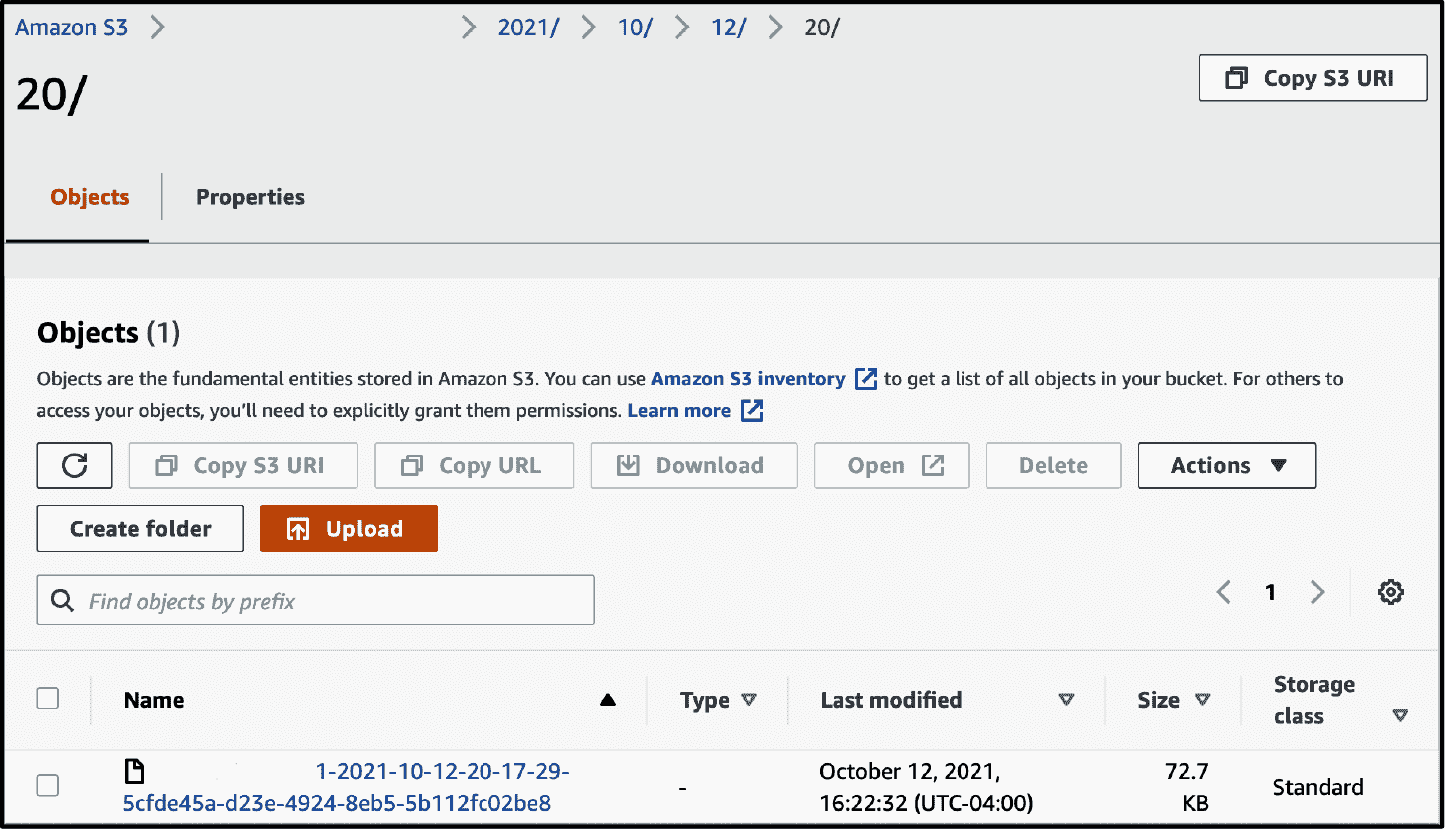 Amazon S3 > > 2021/ > 10/ > 12/ > 20/
20/
Copy S3 URI
Objects Properties
Objects (1)
Objects are the fundamental entities stored in Amazon S3. You can use Amazon S3 inventory to get a list of all objects in your bucket. For others to
access your objects, you'll need to explicitly grant them permissions. Learn more
Copy S3 URI Copy URL Download Open Delete Actions
Create folder Upload
Find objects by prefix
< 1 >
Name Type Last modified Size Storage
class
1-2021-10-12-20-17-29-
5cfde45a-d23e-4924-8eb5-5b112fc02be8
-
October 12, 2021,
16:22:32 (UTC-04:00)
72.7
KB
Standard